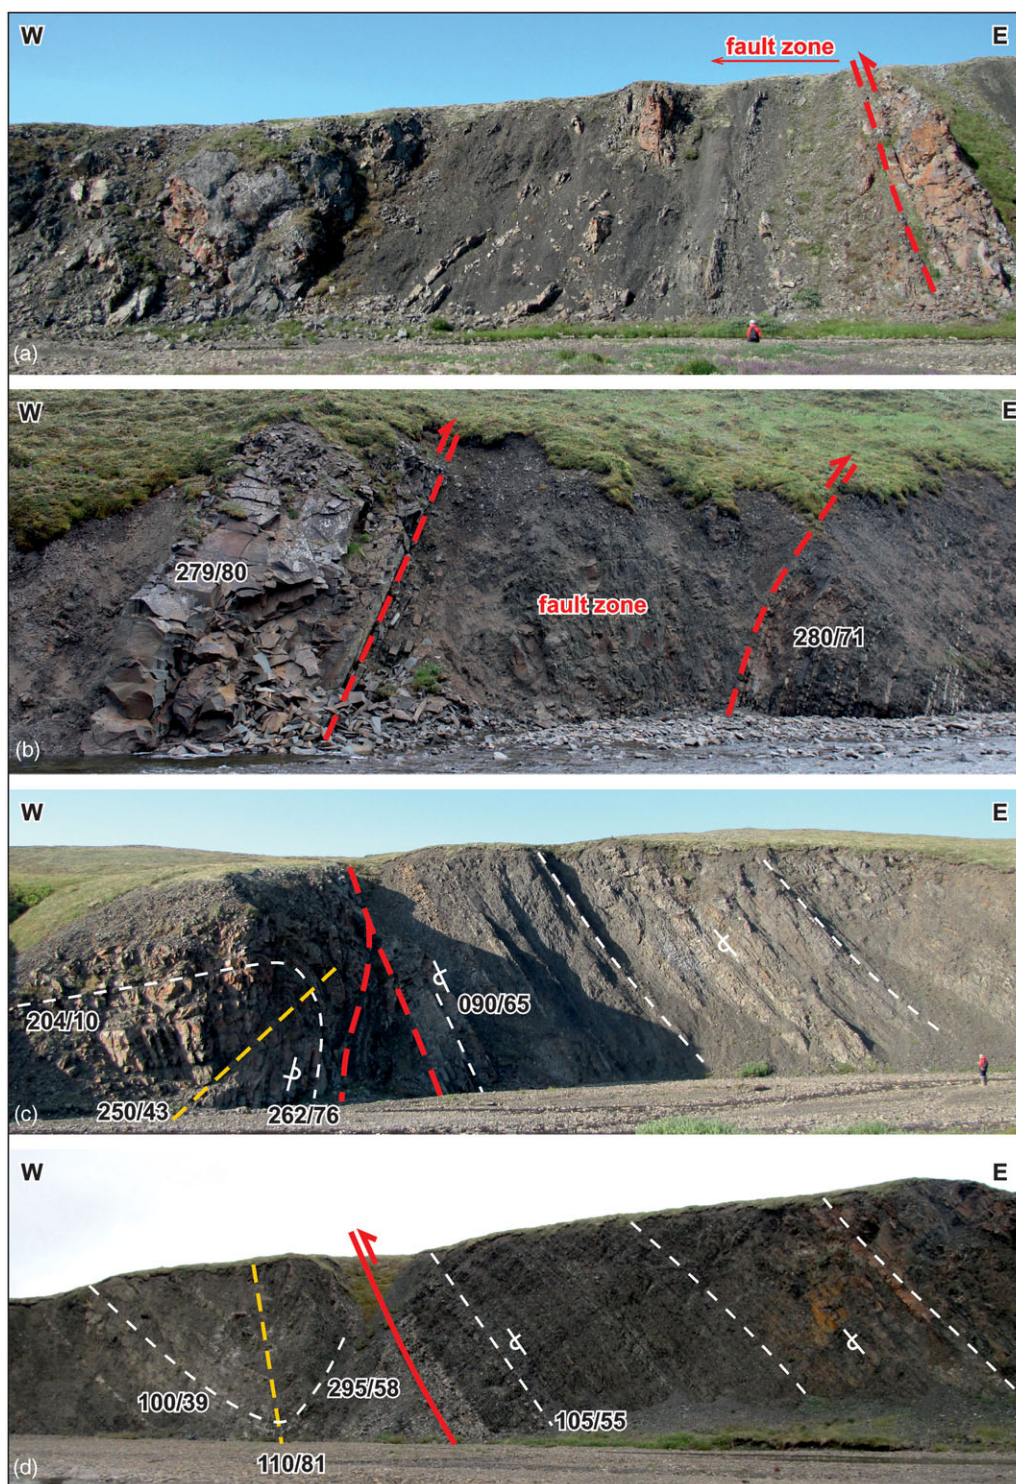 W
E
fault zone
(a)
W
E
279/80
fault zone
280/71
(b)
W
E
204/10
090/65
250/43
262/76
(c)
W
E
100/39
295/58
105/55
110/81
(d)